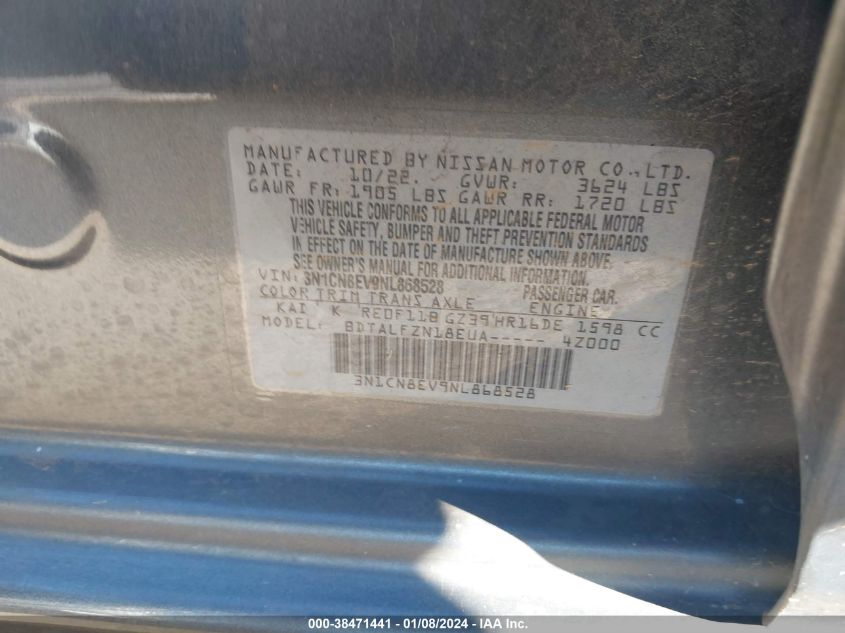 MANUFACTURED BY NISSAN MOTOR CO., LTD.
DATE: 10/22. GVWR: 3624 LBS
GAWR FR: 1905 LBS GAWR RR: 1720 LBS
THIS VEHICLE CONFORMS TO ALL APPLICABLE FEDERAL MOTOR
VEHICLE SAFETY, BUMPER AND THEFT PREVENTION STANDARDS
IN EFFECT ON THE DATE OF MANUFACTURE SHOWN ABOVE.
SEE OWNER'S MANUAL FOR ADDITIONAL INFORMATION.
VIN: 3N1CN8EV9NL868528 PASSENGER CAR.
COLOR TRIM TRANS AXLE ENGINE
KAI K RE0F11B GZ39 HR16DE 1598 CC
MODEL: BDTALFZN18EUA----- 4Z000
3N1CN8EV9NL868528
000-38471441 - 01/08/2024 - IAA Inc.